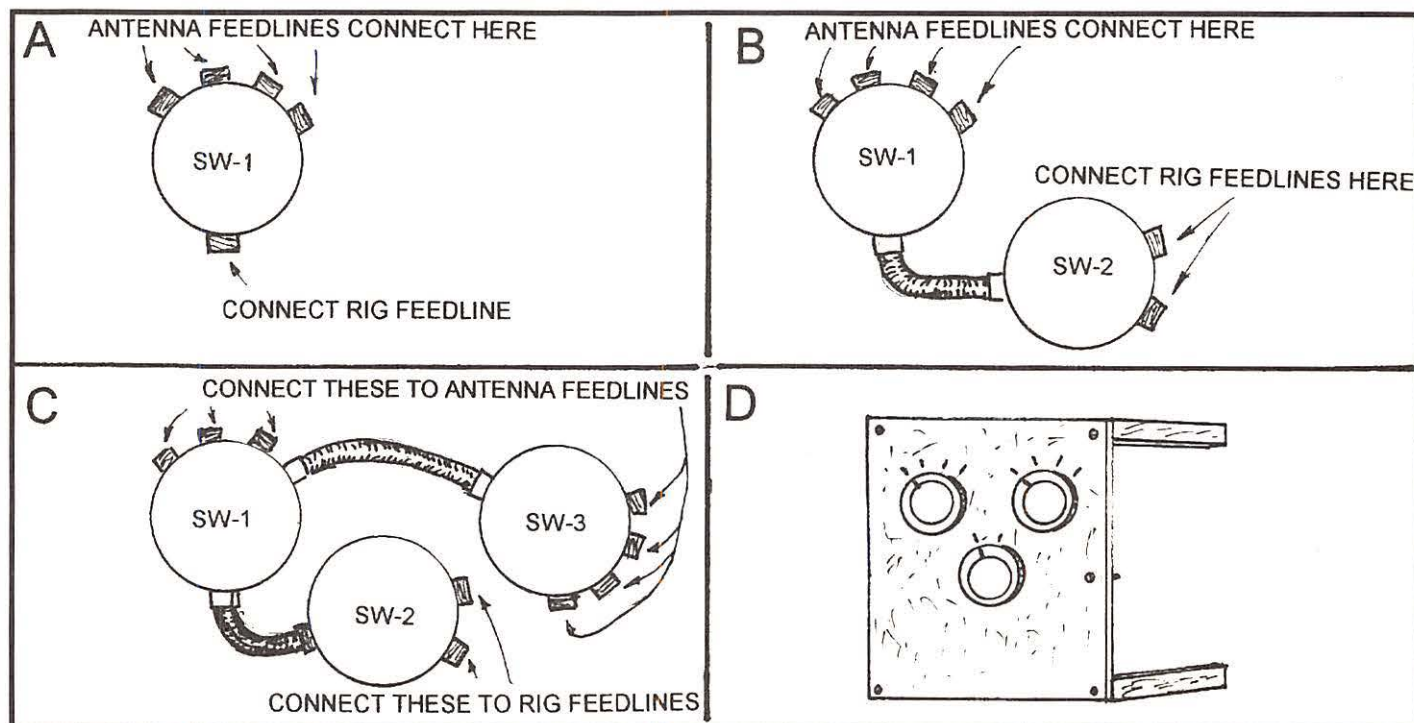 A
ANTENNA FEEDLINES CONNECT HERE
SW-1
CONNECT RIG FEEDLINE
B
ANTENNA FEEDLINES CONNECT HERE
SW-1
CONNECT RIG FEEDLINES HERE
SW-2
C
CONNECT THESE TO ANTENNA FEEDLINES
SW-1
SW-3
SW-2
CONNECT THESE TO RIG FEEDLINES
D